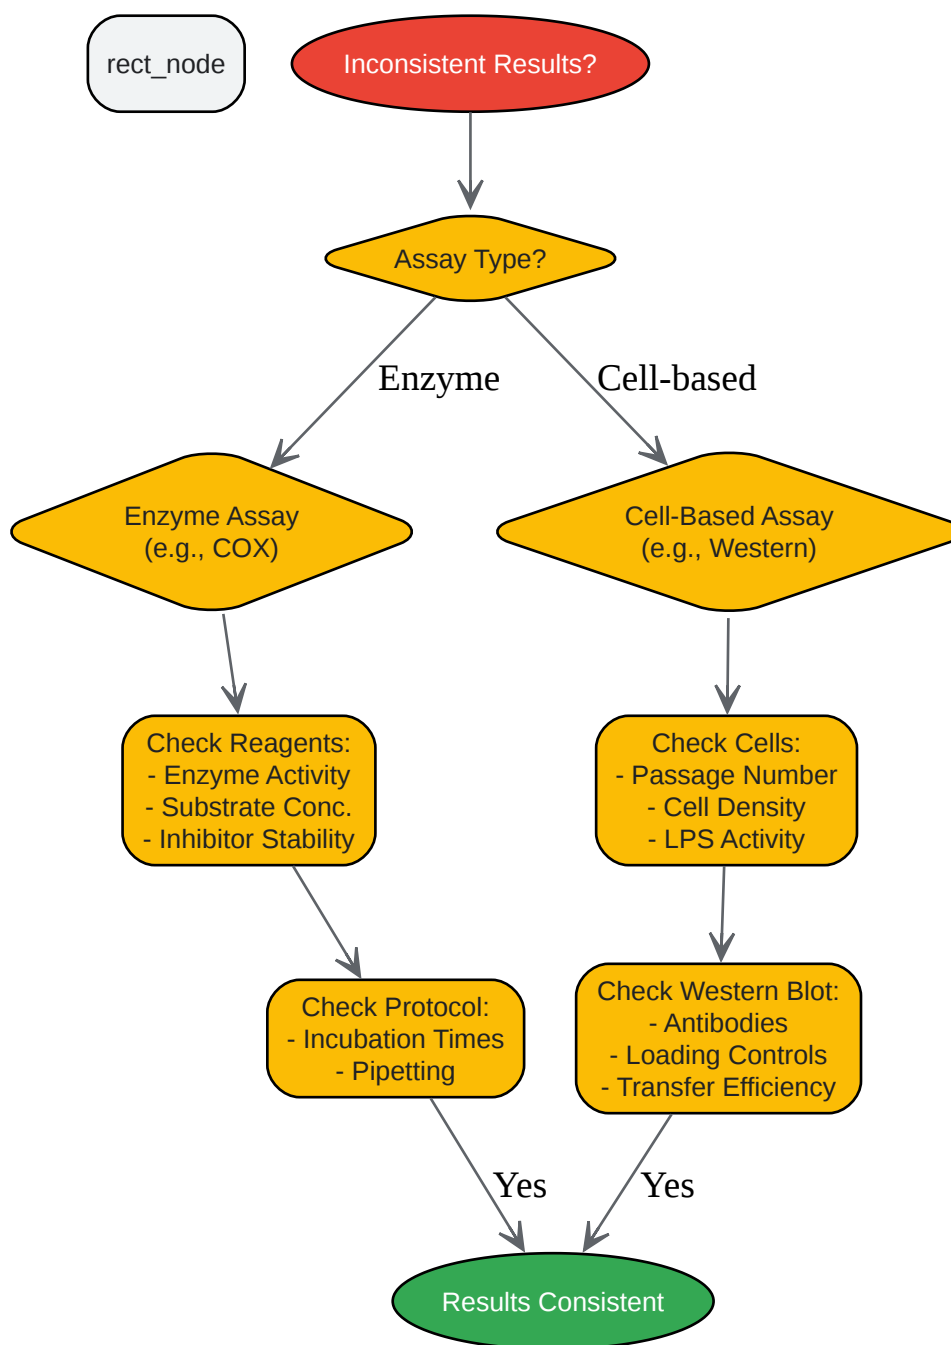 rect_node
Inconsistent Results?
Assay Type?
Enzyme
Cell-based
Enzyme Assay
(e.g., COX)
Cell-Based Assay
(e.g., Western)
Check Reagents:
- Enzyme Activity
- Substrate Conc.
- Inhibitor Stability
Check Cells:
- Passage Number
- Cell Density
- LPS Activity
Check Protocol:
- Incubation Times
- Pipetting
Check Western Blot:
- Antibodies
- Loading Controls
- Transfer Efficiency
Yes
Yes
Results Consistent